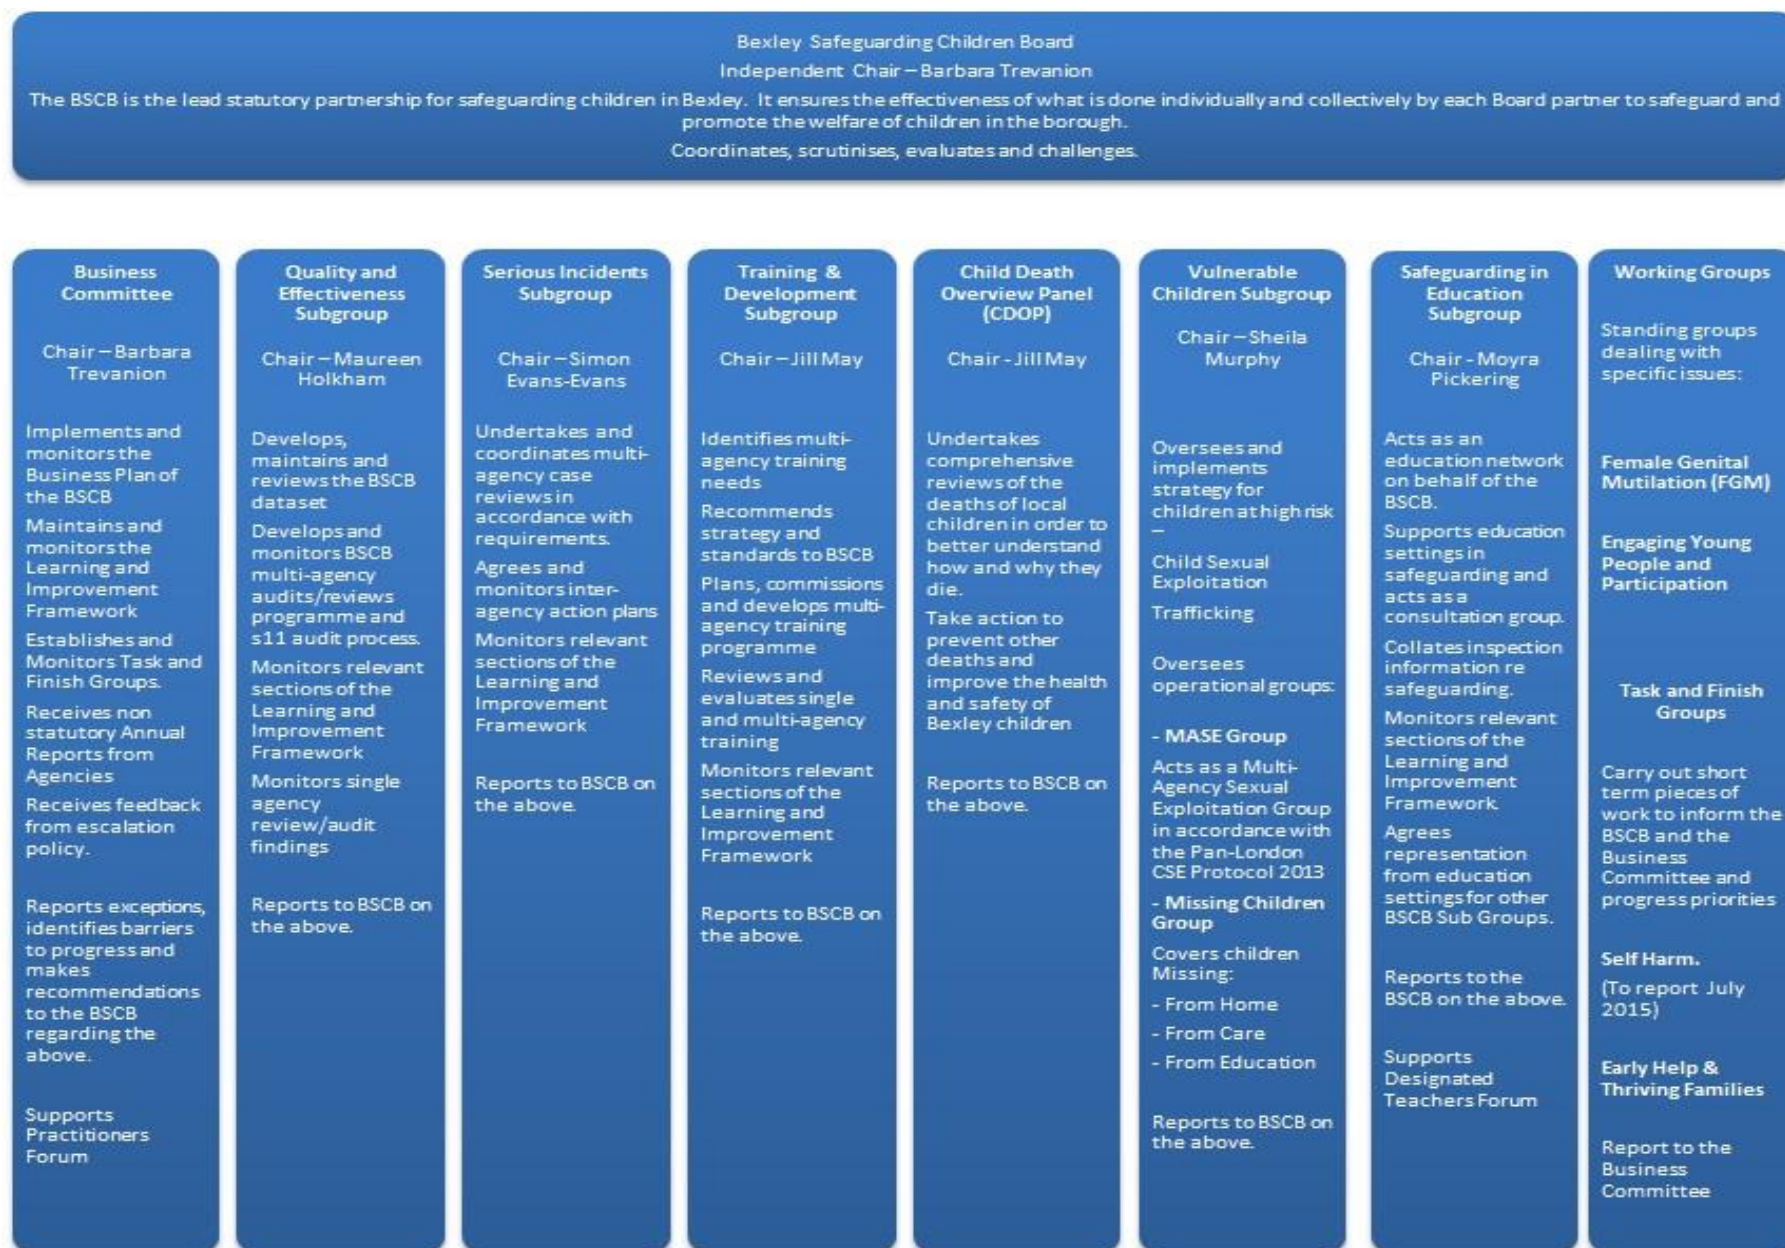 Bexley Safeguarding Children Board
Independent Chair – Barbara Trevanion
The BSCB is the lead statutory partnership for safeguarding children in Bexley. It ensures the effectiveness of what is done individually and collectively by each Board partner to safeguard and
promote the welfare of children in the borough.
Coordinates, scrutinises, evaluates and challenges.
Business
Committee
Chair – Barbara
Trevanion
Implements and
monitors the
Business Plan of
the BSCB
Maintains and
monitors the
Learning and
Improvement
Framework
Establishes and
Monitors Task and
Finish Groups.
Receives non
statutory Annual
Reports from
Agencies
Receives feedback
from escalation
policy.
Reports exceptions,
identifies barriers
to progress and
makes
recommendations
to the BSCB
regarding the
above.
Supports
Practitioners
Forum
Quality and
Effectiveness
Subgroup
Chair – Maureen
Holkham
Develops,
maintains and
reviews the BSCB
dataset
Develops and
monitors BSCB
multi-agency
audits/reviews
programme and
s11 audit process.
Monitors relevant
sections of the
Learning and
Improvement
Framework
Monitors single
agency
review/audit
findings
Reports to BSCB on
the above.
Serious Incidents
Subgroup
Chair – Simon
Evans-Evans
Undertakes and
coordinates multi-
agency case
reviews in
accordance with
requirements.
Agrees and
monitors inter-
agency action plans
Monitors relevant
sections of the
Learning and
Improvement
Framework
Reports to BSCB on
the above.
Training &
Development
Subgroup
Chair – Jill May
Identifies multi-
agency training
needs
Recommends
strategy and
standards to BSCB
Plans, commissions
and develops multi-
agency training
programme
Reviews and
evaluates single
and multi-agency
training
Monitors relevant
sections of the
Learning and
Improvement
Framework
Reports to BSCB on
the above.
Child Death
Overview Panel
(CDOP)
Chair - Jill May
Undertakes
comprehensive
reviews of the
deaths of local
children in order to
better understand
how and why they
die.
Take action to
prevent other
deaths and
improve the health
and safety of
Bexley children
Reports to BSCB on
the above.
Vulnerable
Children Subgroup
Chair – Sheila
Murphy
Oversees and
implements
strategy for
children at high risk
–
Child Sexual
Exploitation
Trafficking
Oversees
operational groups:
- MASE Group
Acts as a Multi-
Agency Sexual
Exploitation Group
in accordance with
the Pan-London
CSE Protocol 2013
- Missing Children
Group
Covers children
Missing:
- From Home
- From Care
- From Education
Reports to BSCB on
the above.
Safeguarding in
Education
Subgroup
Chair - Moyra
Pickering
Acts as an
education network
on behalf of the
BSCB.
Supports education
settings in
safeguarding and
acts as a
consultation group.
Collates inspection
information re
safeguarding.
Monitors relevant
sections of the
Learning and
Improvement
Framework.
Agrees
representation
from education
settings for other
BSCB Sub Groups.
Reports to the
BSCB on the above.
Supports
Designated
Teachers Forum
Working Groups
Standing groups
dealing with
specific issues:
Female Genital
Mutilation (FGM)
Engaging Young
People and
Participation
Task and Finish
Groups
Carry out short
term pieces of
work to inform the
BSCB and the
Business
Committee and
progress priorities
Self Harm.
(To report July
2015)
Early Help &
Thriving Families
Report to the
Business
Committee